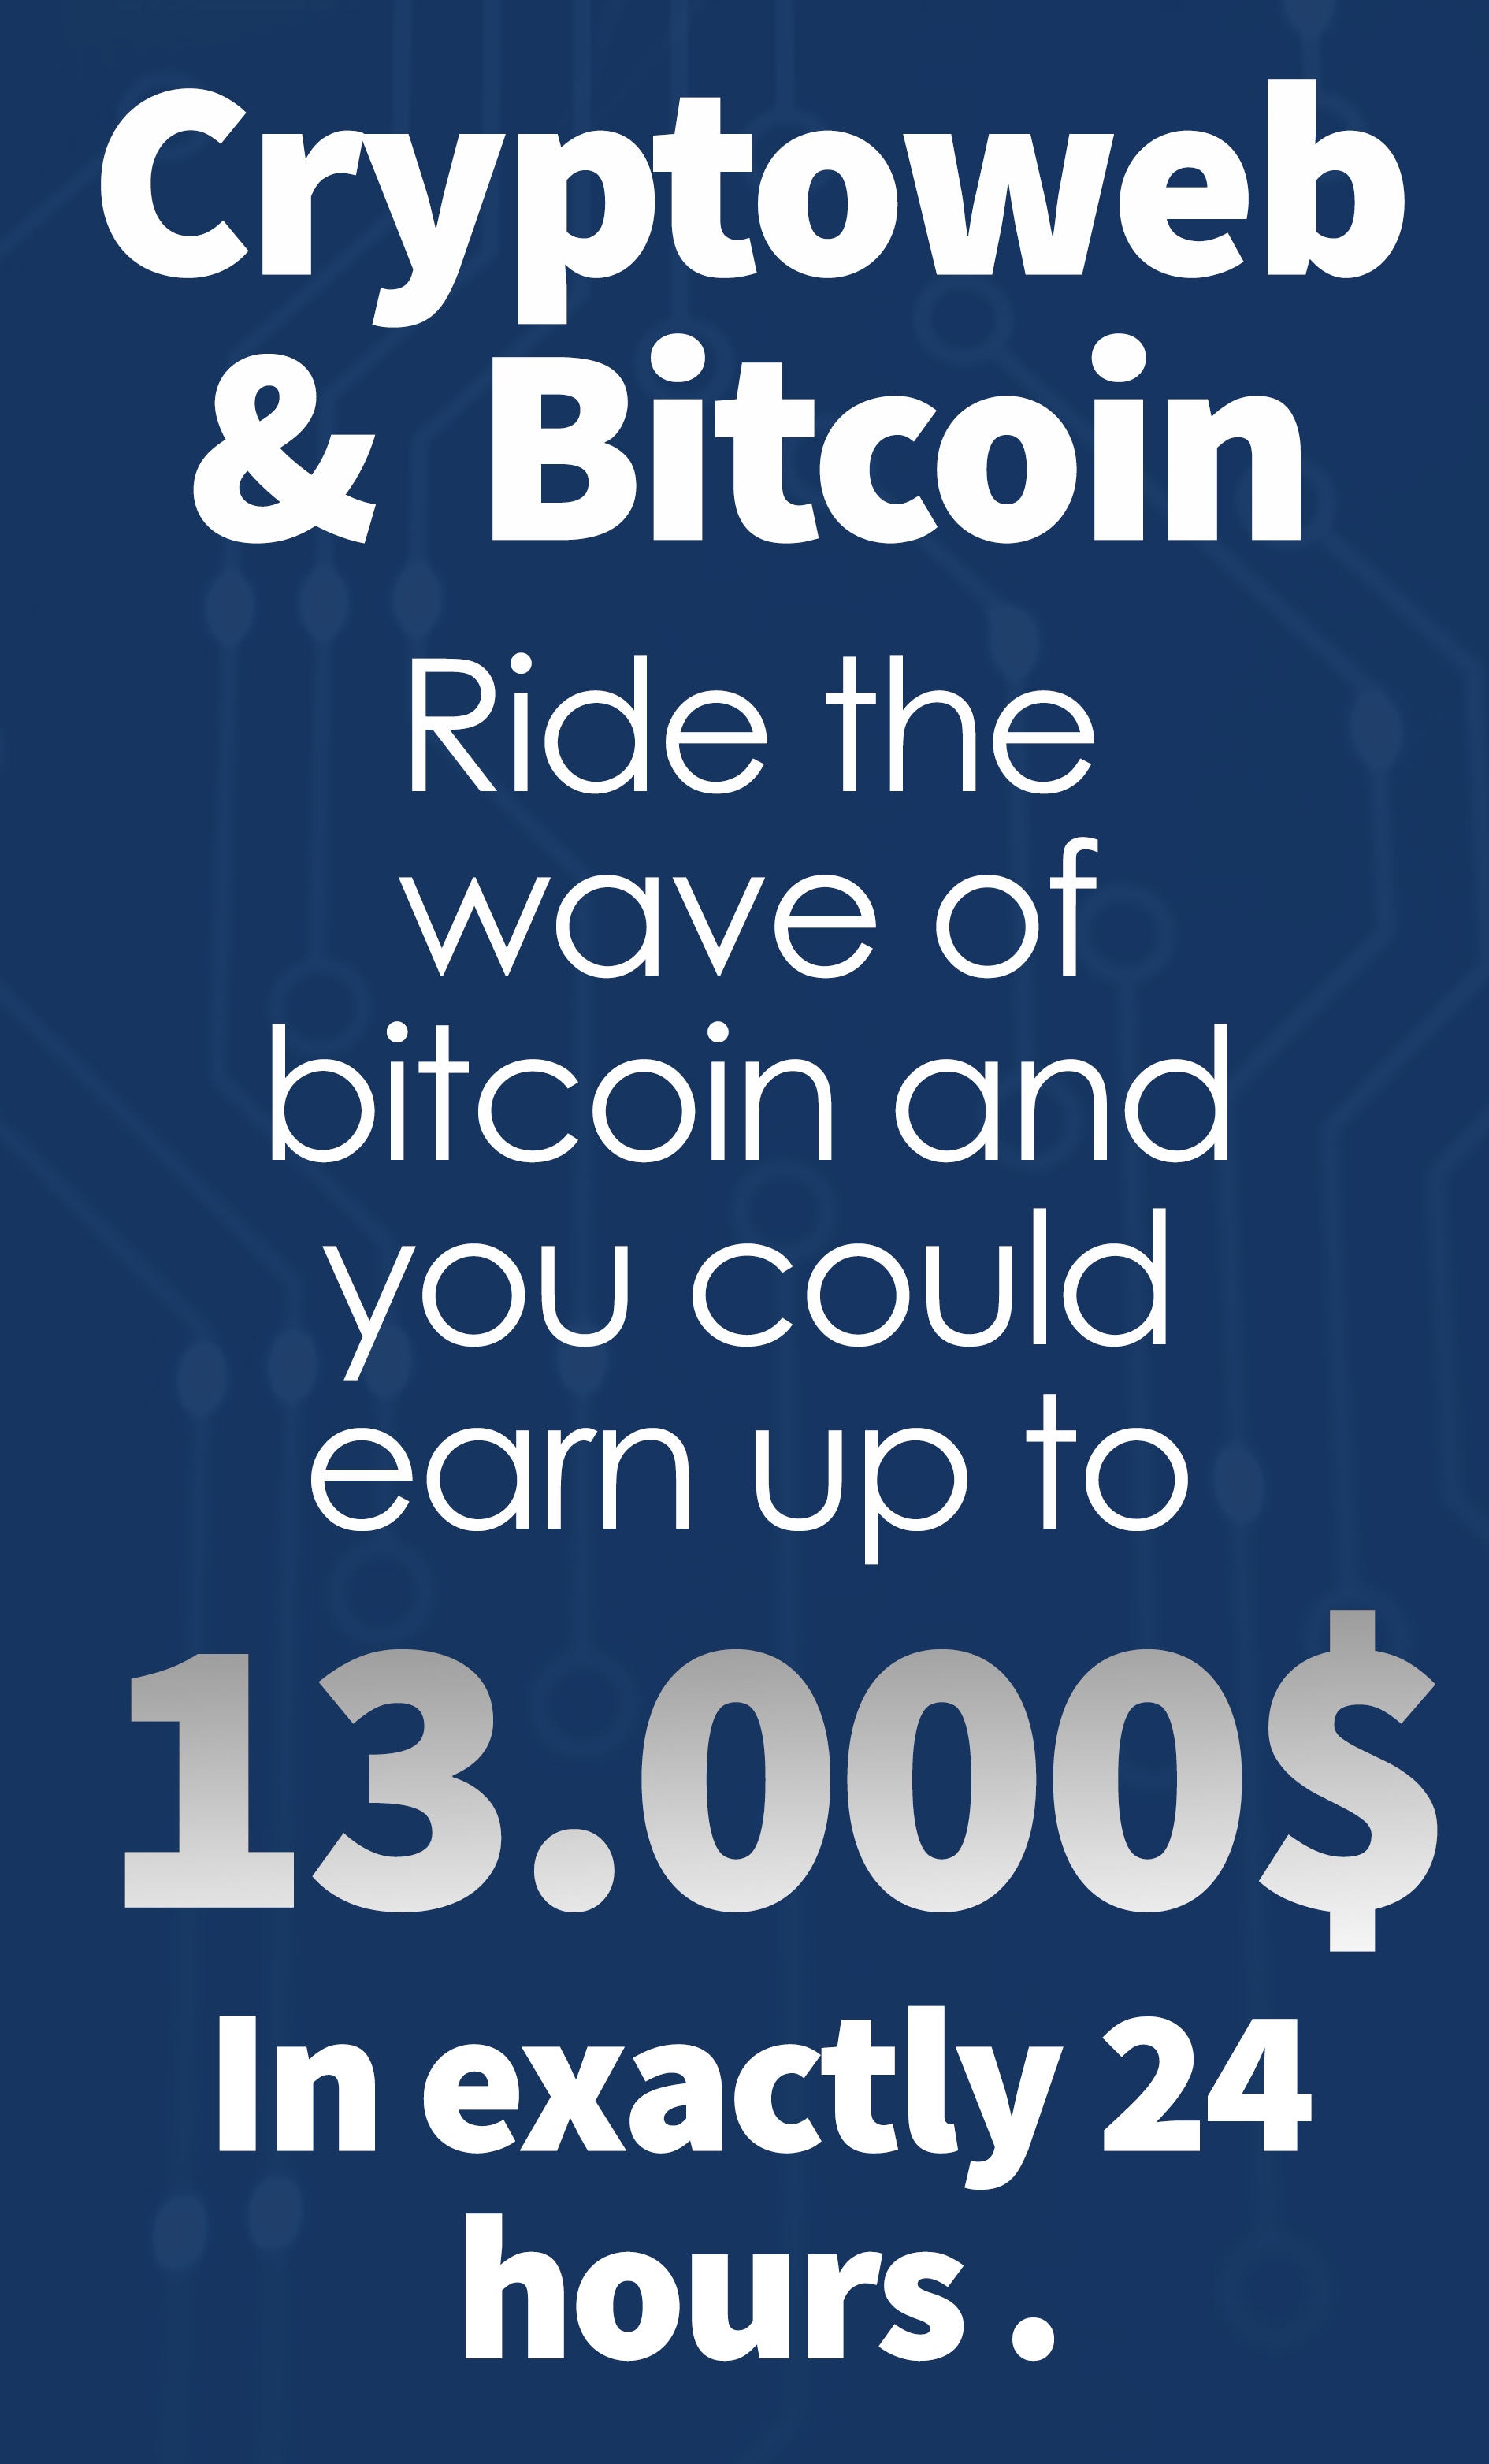 Cryptoweb
& Bitcoin
Ride the
wave of
bitcoin and
you could
earn up to
13.000$
In exactly 24
hours .